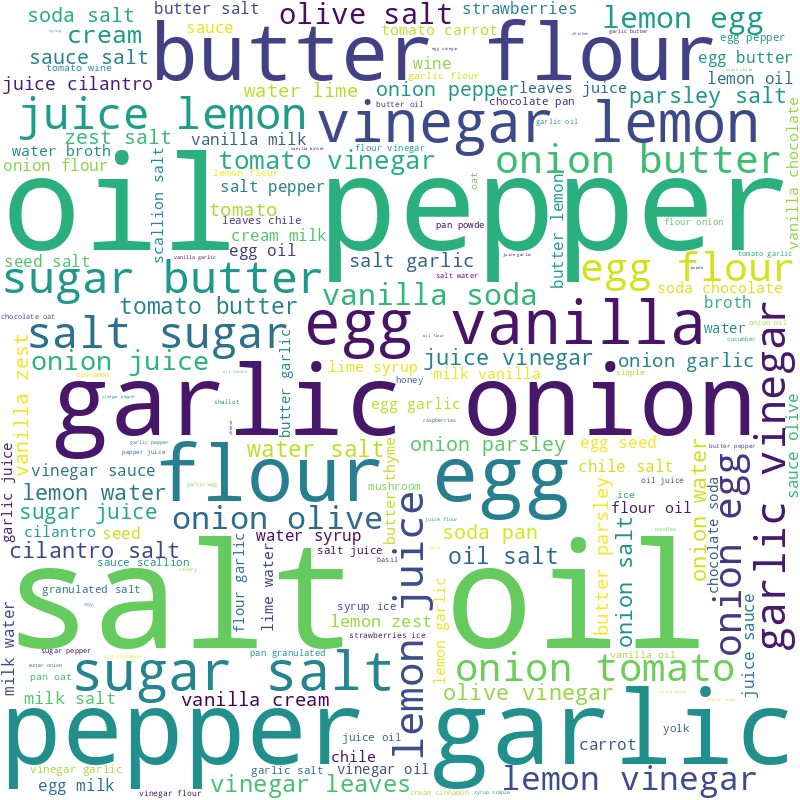 soda salt
butter salt
olive salt
strawberries
lemon egg
cream
sauce
tomato carrot
egg pepper
sauce salt
butter flour
egg butter
tomato wine
wine
garlic flour
lemon oil
juice cilantro
water lime
onion pepper
leaves juice
chocolate pan
parsley salt
juice lemon
butter oil
vinegar lemon
zest salt
vanilla milk
garlic oil
water broth
flour vinegar
onion flour
tomato vinegar
onion butter
vanilla chocolate
lemon flour
scallion salt
salt pepper
oat
oil pepper
tomato
leaves chile
pan powde
butter lemon
flour onion
cream milk
egg oil
seed salt
vanilla garlic
salt garlic
tomato garlic
sugar butter
egg flour
vanilla soda
soda chocolate
tomato butter
broth
chocolate oat
salt sugar
egg vanilla
water
onion oil
oil flour
cucumber
vanilla zest
onion juice
butter garlic
lime syrup
juice vinegar
onion garlic
garlic vinegar
cinnamon
oil tomato
honey
milk vanilla
simple
vinegar pepper
shallot
egg garlic
garlic onion
raspberries
sauce olive
garlic juice
garlic pepper
pepper juice
water salt
onion parsley
egg seed
butter pepper
vinegar sauce
flour egg
chile salt
oil juice
lemon water
garlic egg
mushroom
butter thyme
ice
flour oil
onion water
chocolate soda
onion egg
sugar juice
onion olive
juice flour
cilantro
seed
water syrup
soda pan
butter parsley
onion salt
noodles
cilantro salt
salt juice
oil salt
sauce scallion
celery
basil
flour garlic
lime water
lemon juice
granulated salt
soy
syrup ice
salt oil
lemon zest
strawberries ice
lemon garlic
juice sauce
milk water
sugar pepper
pan granulated
vanilla oil
water onion
sugar salt
onion tomato
pan oat
milk salt
vanilla cream
olive vinegar
pepper garlic
yolk
juice oil
carrot
chile
vinegar garlic
garlic salt
vinegar oil
egg milk
vinegar leaves
lemon vinegar
vinegar flour
cream cinnamon
syrup simple